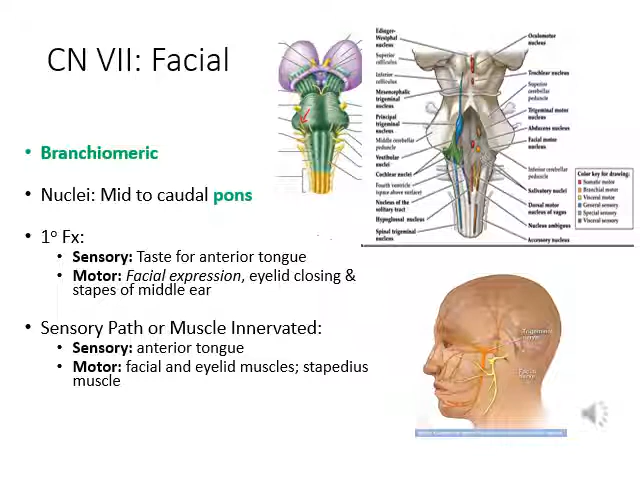 CN VII: Facial
• Branchiomeric
• Nuclei: Mid to caudal pons
• 1° Fx:
• Sensory: Taste for anterior tongue
• Motor: Facial expression, eyelid closing &
stapes of middle ear
• Sensory Path or Muscle Innervated:
• Sensory: anterior tongue
• Motor: facial and eyelid muscles; stapedius
muscle
Edinger-
Westphal
nucleus
Superior
colliculus
Inferior
colliculus
Mesencephalic
trigeminal
nucleus
Principal
trigeminal
nucleus
Middle cerebellar
peduncle
Vestibular
nuclei
Cochlear nuclei
Fourth ventricle
(space above surface)
Nucleus of the
solitary tract
Hypoglossal nucleus
Spinal trigeminal
nucleus
Oculomotor
nucleus
Trochlear nucleus
Superior
cerebellar
peduncle
Trigeminal motor
nucleus
Abducens nucleus
Facial motor
nucleus
Inferior cerebellar
peduncle
Salivatory nuclei
Dorsal motor
nucleus of vagus
Nucleus ambiguus
Accessory nucleus
Color key for drawing:
Somatic motor
Branchial motor
Visceral motor
General sensory
Special sensory
Visceral sensory
Trigeminal
nerve
Facial
nerve